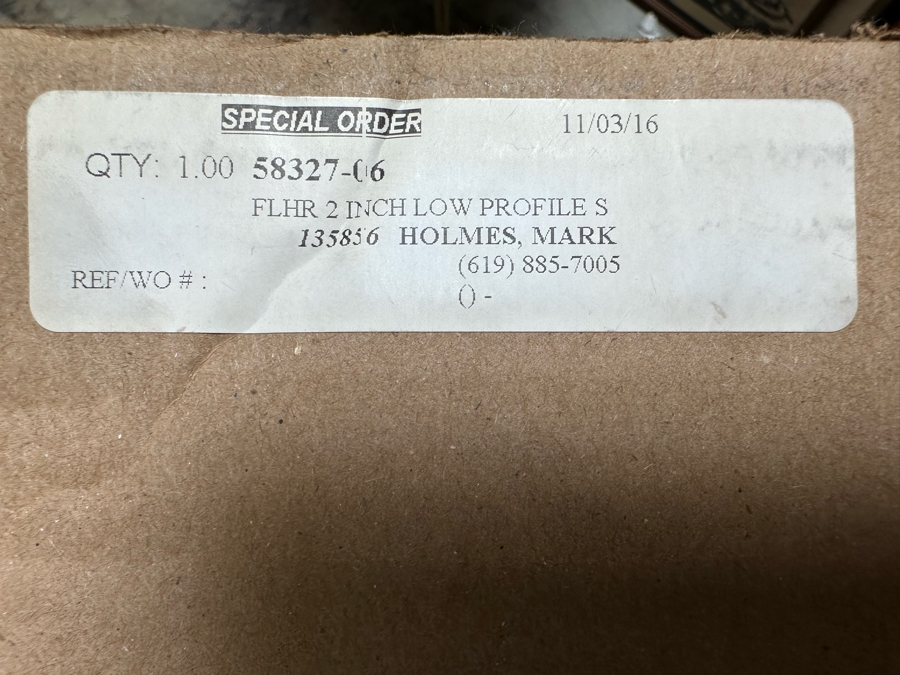 SPECIAL ORDER 11/03/16
QTY: 1.00 58327-06
FLHR 2 INCH LOW PROFILE S
135856 HOLMES, MARK
(619) 885-7005
REF/WO # :
() -